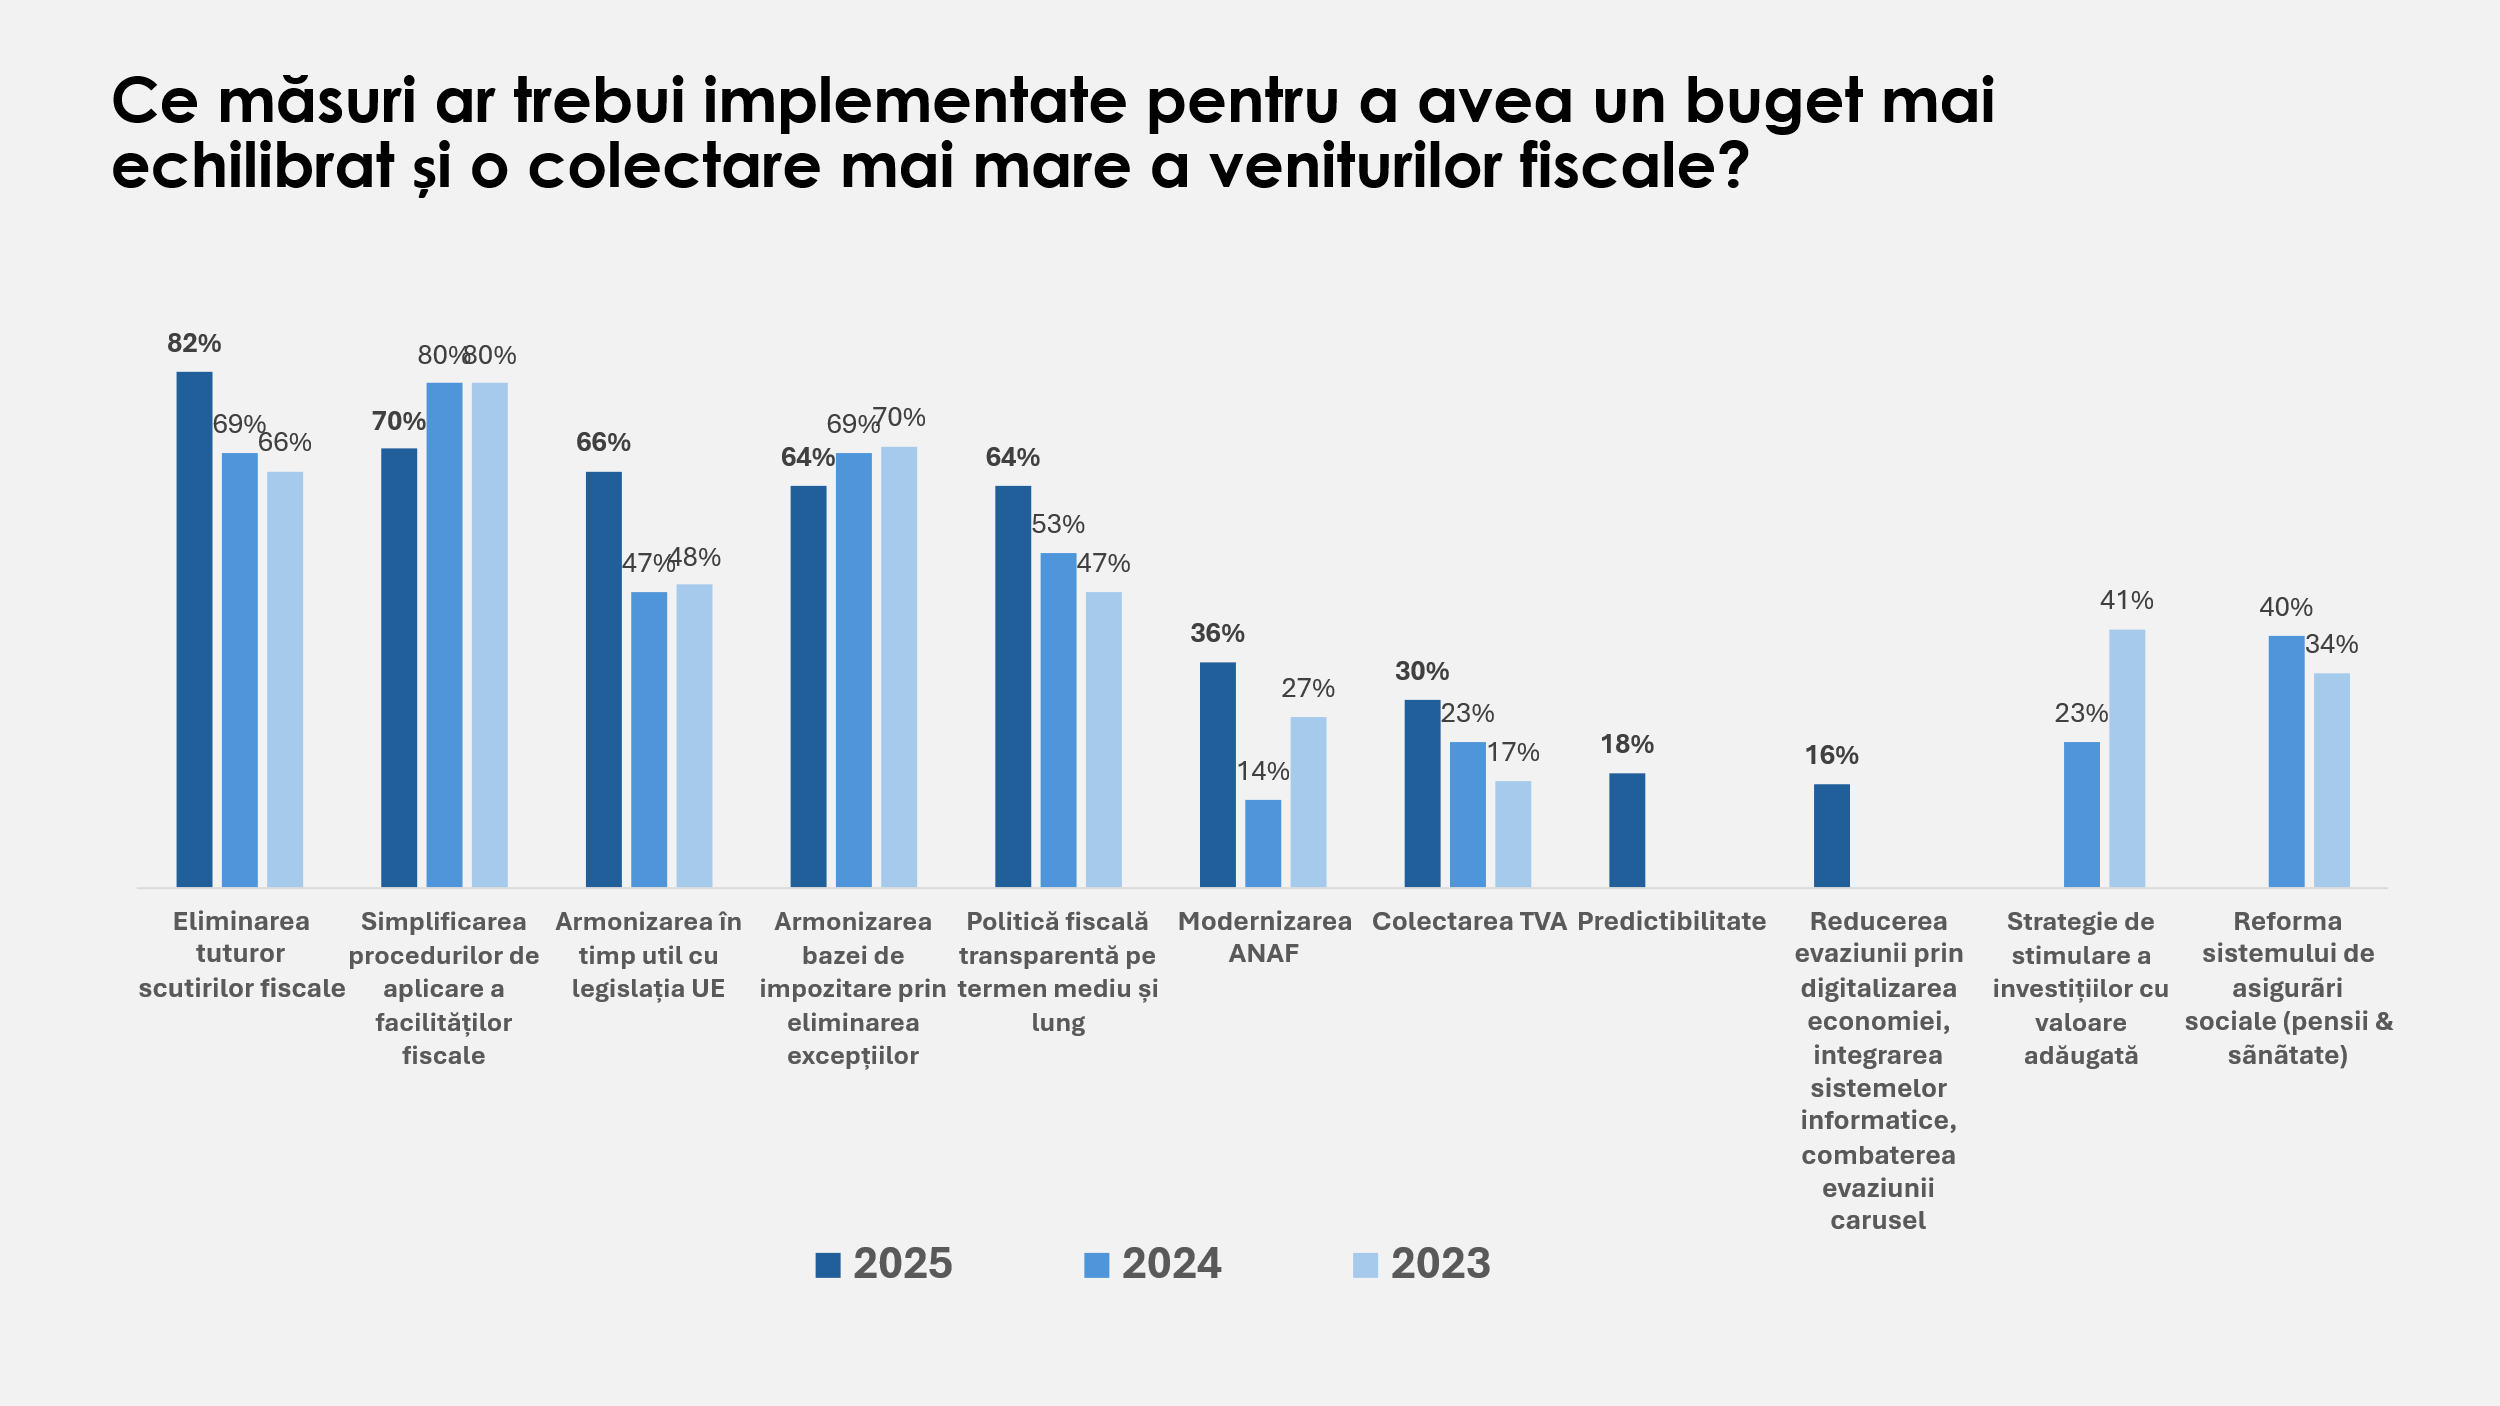 Ce măsuri ar trebui implementate pentru a avea un buget mai
echilibrat și o colectare mai mare a veniturilor fiscale?
82%
69%
66%
70%
80%
80%
66%
47%
48%
64%
69%
70%
64%
53%
47%
36%
14%
27%
30%
23%
17%
18%
16%
23%
41%
40%
34%
Eliminarea
tuturor
scutirilor fiscale
Simplificarea
procedurilor de
aplicare a
facilităților
fiscale
Armonizarea în
timp util cu
legislația UE
Armonizarea
bazei de
impozitare prin
eliminarea
excepțiilor
Politică fiscală
transparentă pe
termen mediu și
lung
Modernizarea
ANAF
Colectarea TVA
Predictibilitate
Reducerea
evaziunii prin
digitalizarea
economiei,
integrarea
sistemelor
informatice,
combaterea
evaziunii
carusel
Strategie de
stimulare a
investițiilor cu
valoare
adăugată
Reforma
sistemului de
asigurãri
sociale (pensii &
sãnãtate)
2025
2024
2023